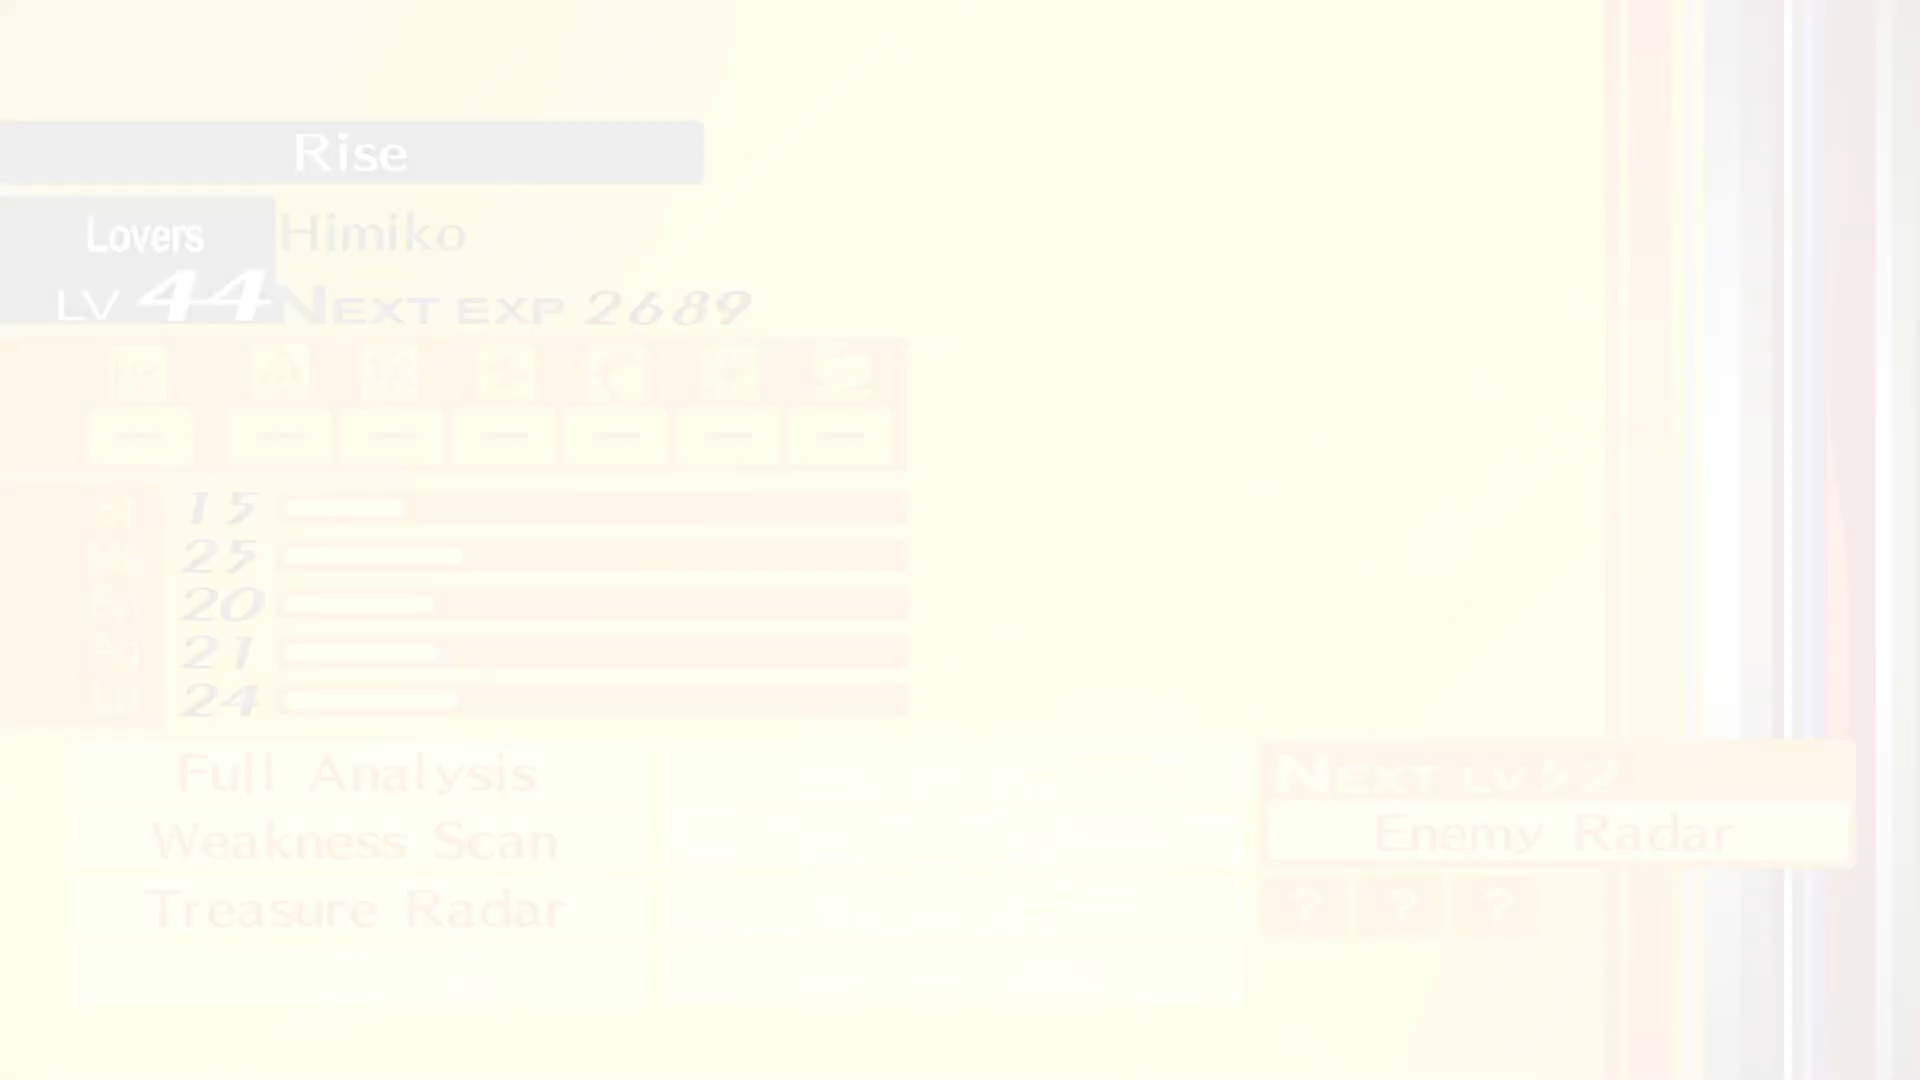 Rise
Lovers
Himiko
LV 44
NEXT EXP 2689
15
25
20
21
24
Full Analysis
Weakness Scan
Treasure Radar
NEXT LV 52
Enemy Radar
? ? ?